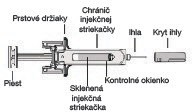 Chránič
injekčnej
striekačky
Prstové držiaky
Ihla
Kryt ihly
Piest
Kontrolné okienko
Sklenená
injekčná
striekačka